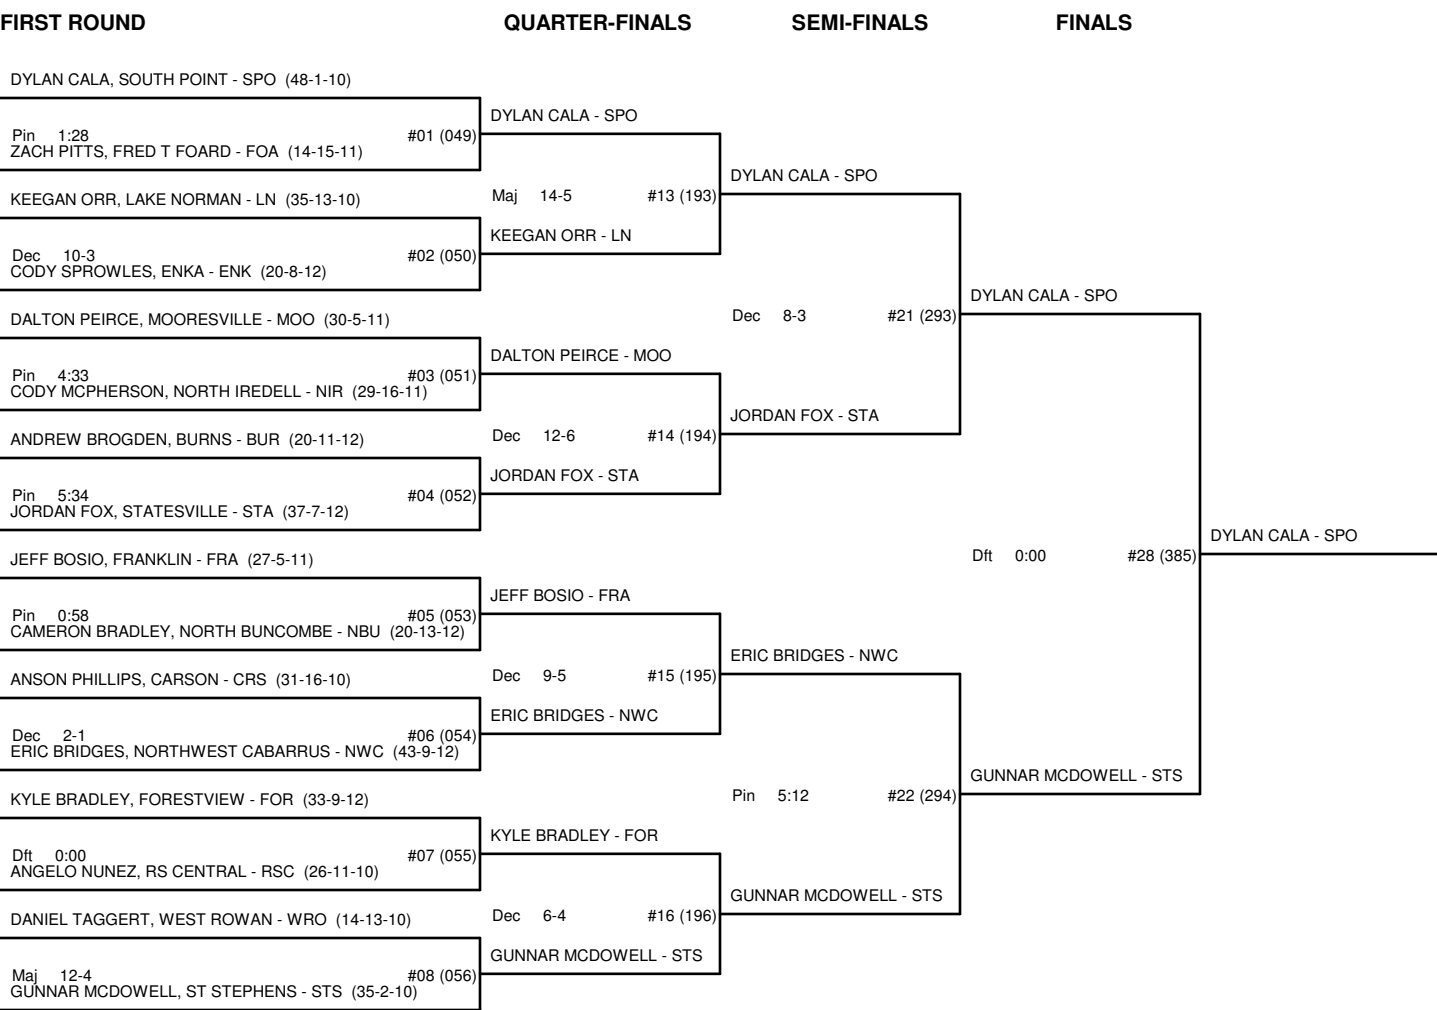 FIRST ROUND QUARTER-FINALS SEMI-FINALS FINALS
DYLAN CALA, SOUTH POINT - SPO (48-1-10)
Pin 1:28 #01 (049)
ZACH PITTS, FRED T FOARD - FOA (14-15-11)
KEEGAN ORR, LAKE NORMAN - LN (35-13-10)
Dec 10-3 #02 (050)
CODY SPROWLES, ENKA - ENK (20-8-12)
DALTON PEIRCE, MOORESVILLE - MOO (30-5-11)
Pin 4:33 #03 (051)
CODY MCPHERSON, NORTH IREDELL - NIR (29-16-11)
ANDREW BROGDEN, BURNS - BUR (20-11-12)
Pin 5:34 #04 (052)
JORDAN FOX, STATESVILLE - STA (37-7-12)
JEFF BOSIO, FRANKLIN - FRA (27-5-11)
Pin 0:58 #05 (053)
CAMERON BRADLEY, NORTH BUNCOMBE - NBU (20-13-12)
ANSON PHILLIPS, CARSON - CRS (31-16-10)
Dec 2-1 #06 (054)
ERIC BRIDGES, NORTHWEST CABARRUS - NWC (43-9-12)
KYLE BRADLEY, FORESTVIEW - FOR (33-9-12)
Dft 0:00 #07 (055)
ANGELO NUNEZ, RS CENTRAL - RSC (26-11-10)
DANIEL TAGGERT, WEST ROWAN - WRO (14-13-10)
Maj 12-4 #08 (056)
GUNNAR MCDOWELL, ST STEPHENS - STS (35-2-10)
DYLAN CALA - SPO
Maj 14-5 #13 (193)
KEEGAN ORR - LN
DALTON PEIRCE - MOO
Dec 12-6 #14 (194)
JORDAN FOX - STA
JEFF BOSIO - FRA
Dec 9-5 #15 (195)
ERIC BRIDGES - NWC
KYLE BRADLEY - FOR
Dec 6-4 #16 (196)
GUNNAR MCDOWELL - STS
DYLAN CALA - SPO
Dec 8-3 #21 (293)
JORDAN FOX - STA
ERIC BRIDGES - NWC
Pin 5:12 #22 (294)
GUNNAR MCDOWELL - STS
DYLAN CALA - SPO
Dft 0:00 #28 (385)
GUNNAR MCDOWELL - STS
DYLAN CALA - SPO